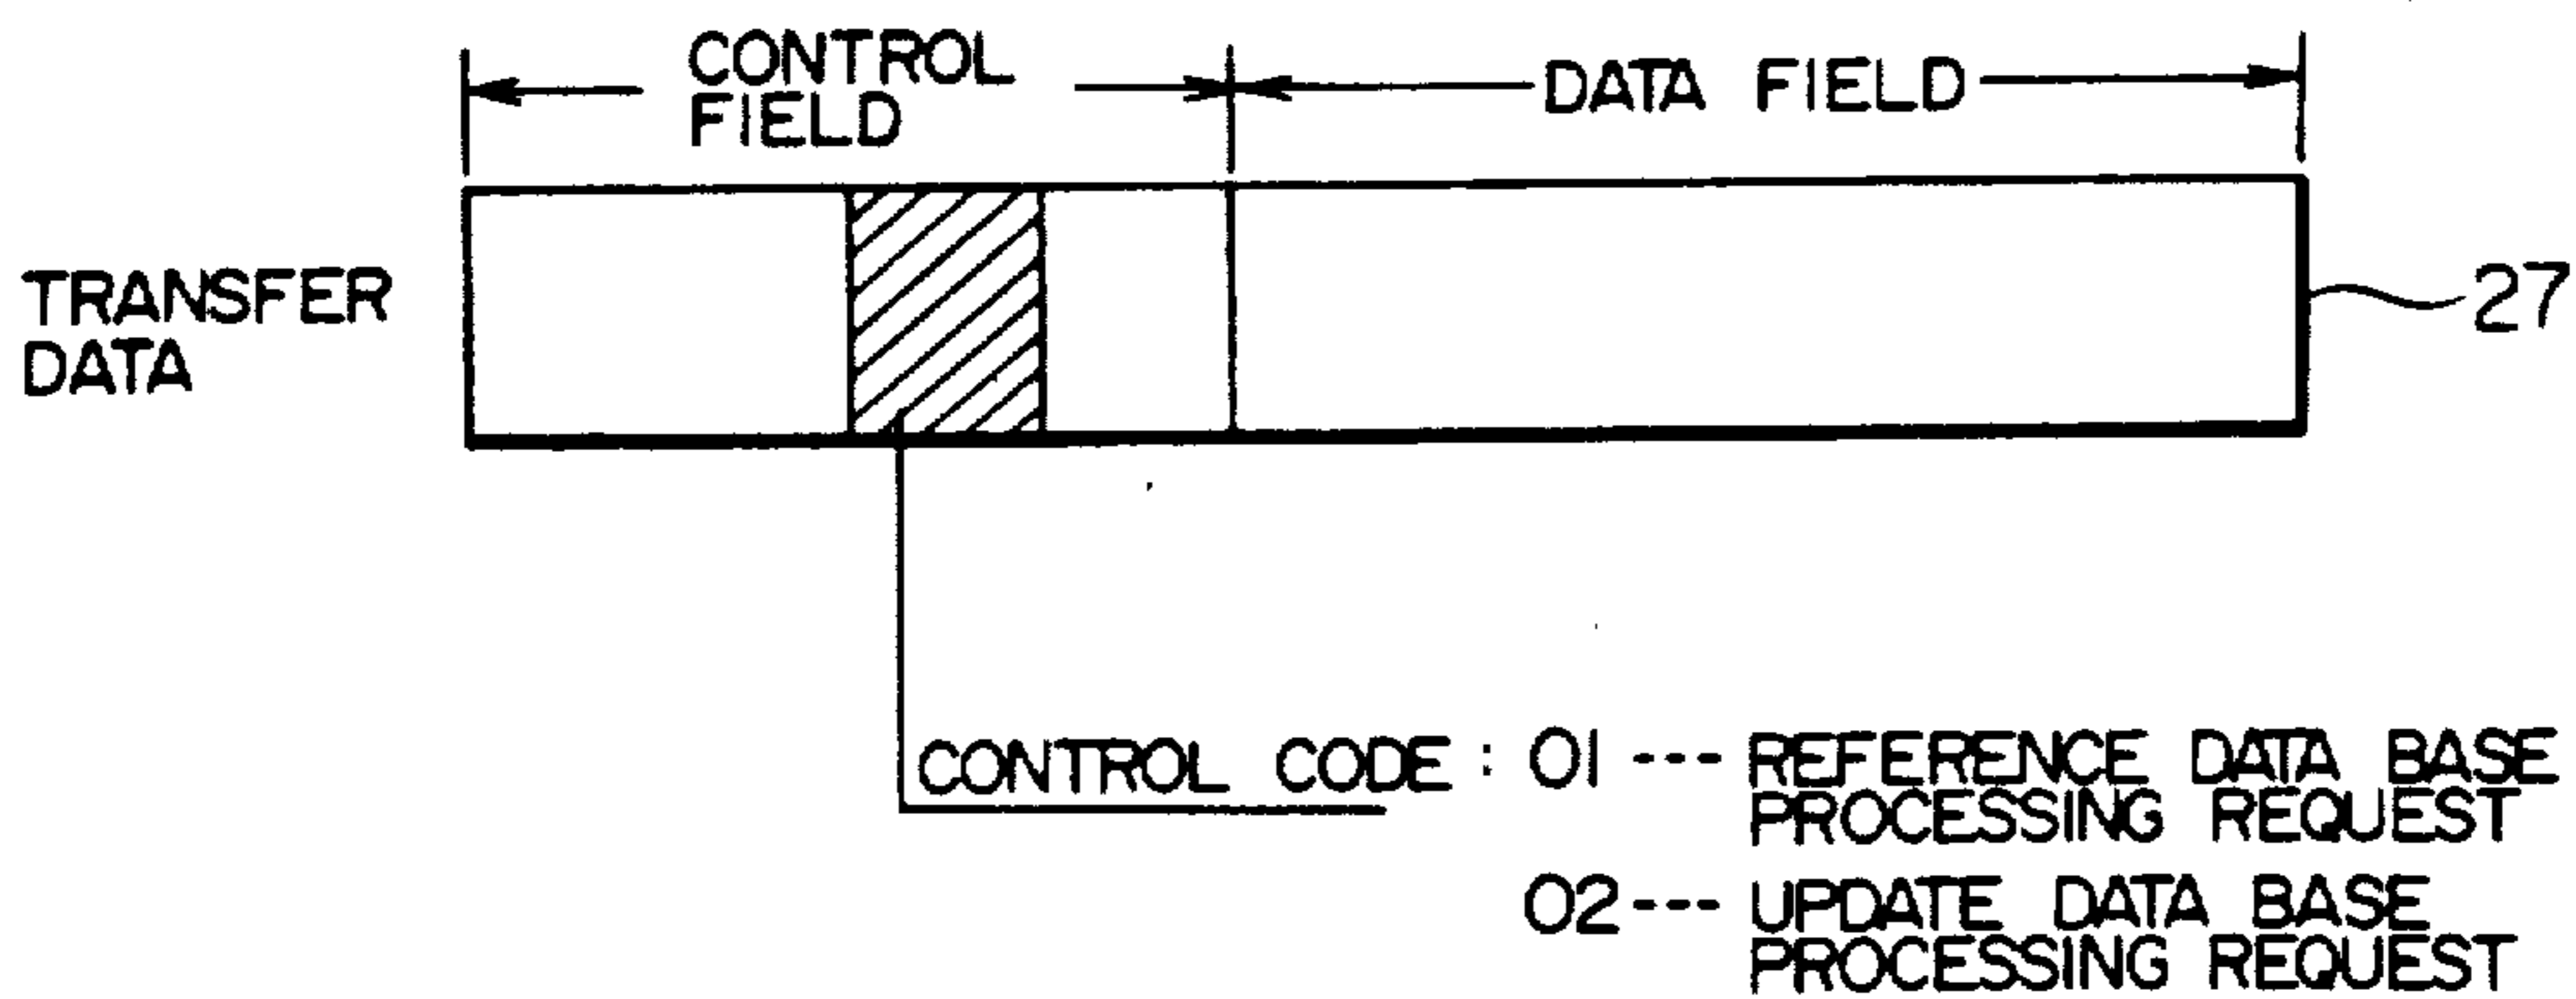 CONTROL
FIELD
DATA FIELD
TRANSFER
DATA
27
CONTROL CODE : 01 --- REFERENCE DATA BASE
PROCESSING REQUEST
02 --- UPDATE DATA BASE
PROCESSING REQUEST